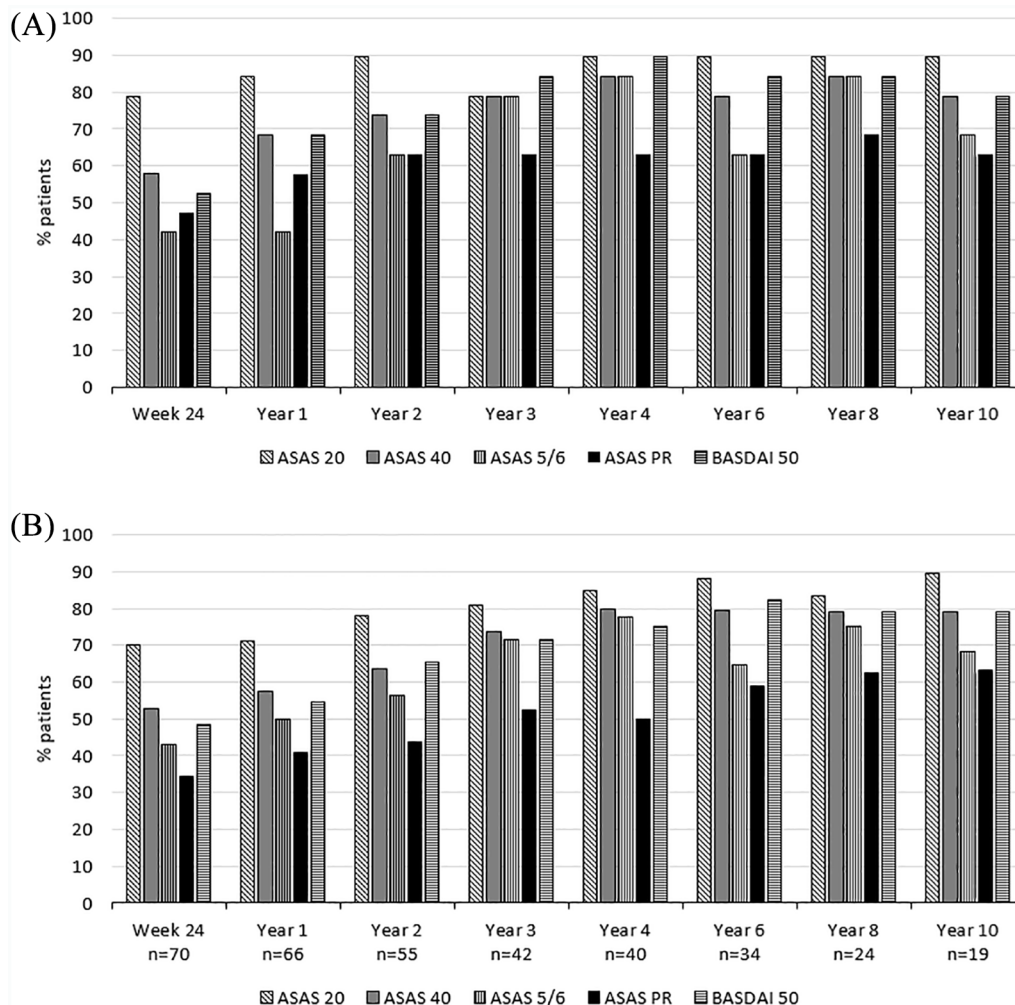 (A)
100
90
80
70
60
50
40
30
20
10
0
% patients
Week 24 Year 1 Year 2 Year 3 Year 4 Year 6 Year 8 Year 10
ASAS 20 ASAS 40 ASAS 5/6 ASAS PR BASDAI 50
(B)
100
90
80
70
60
50
40
30
20
10
0
% patients
Week 24 Year 1 Year 2 Year 3 Year 4 Year 6 Year 8 Year 10
n=70 n=66 n=55 n=42 n=40 n=34 n=24 n=19
ASAS 20 ASAS 40 ASAS 5/6 ASAS PR BASDAI 50